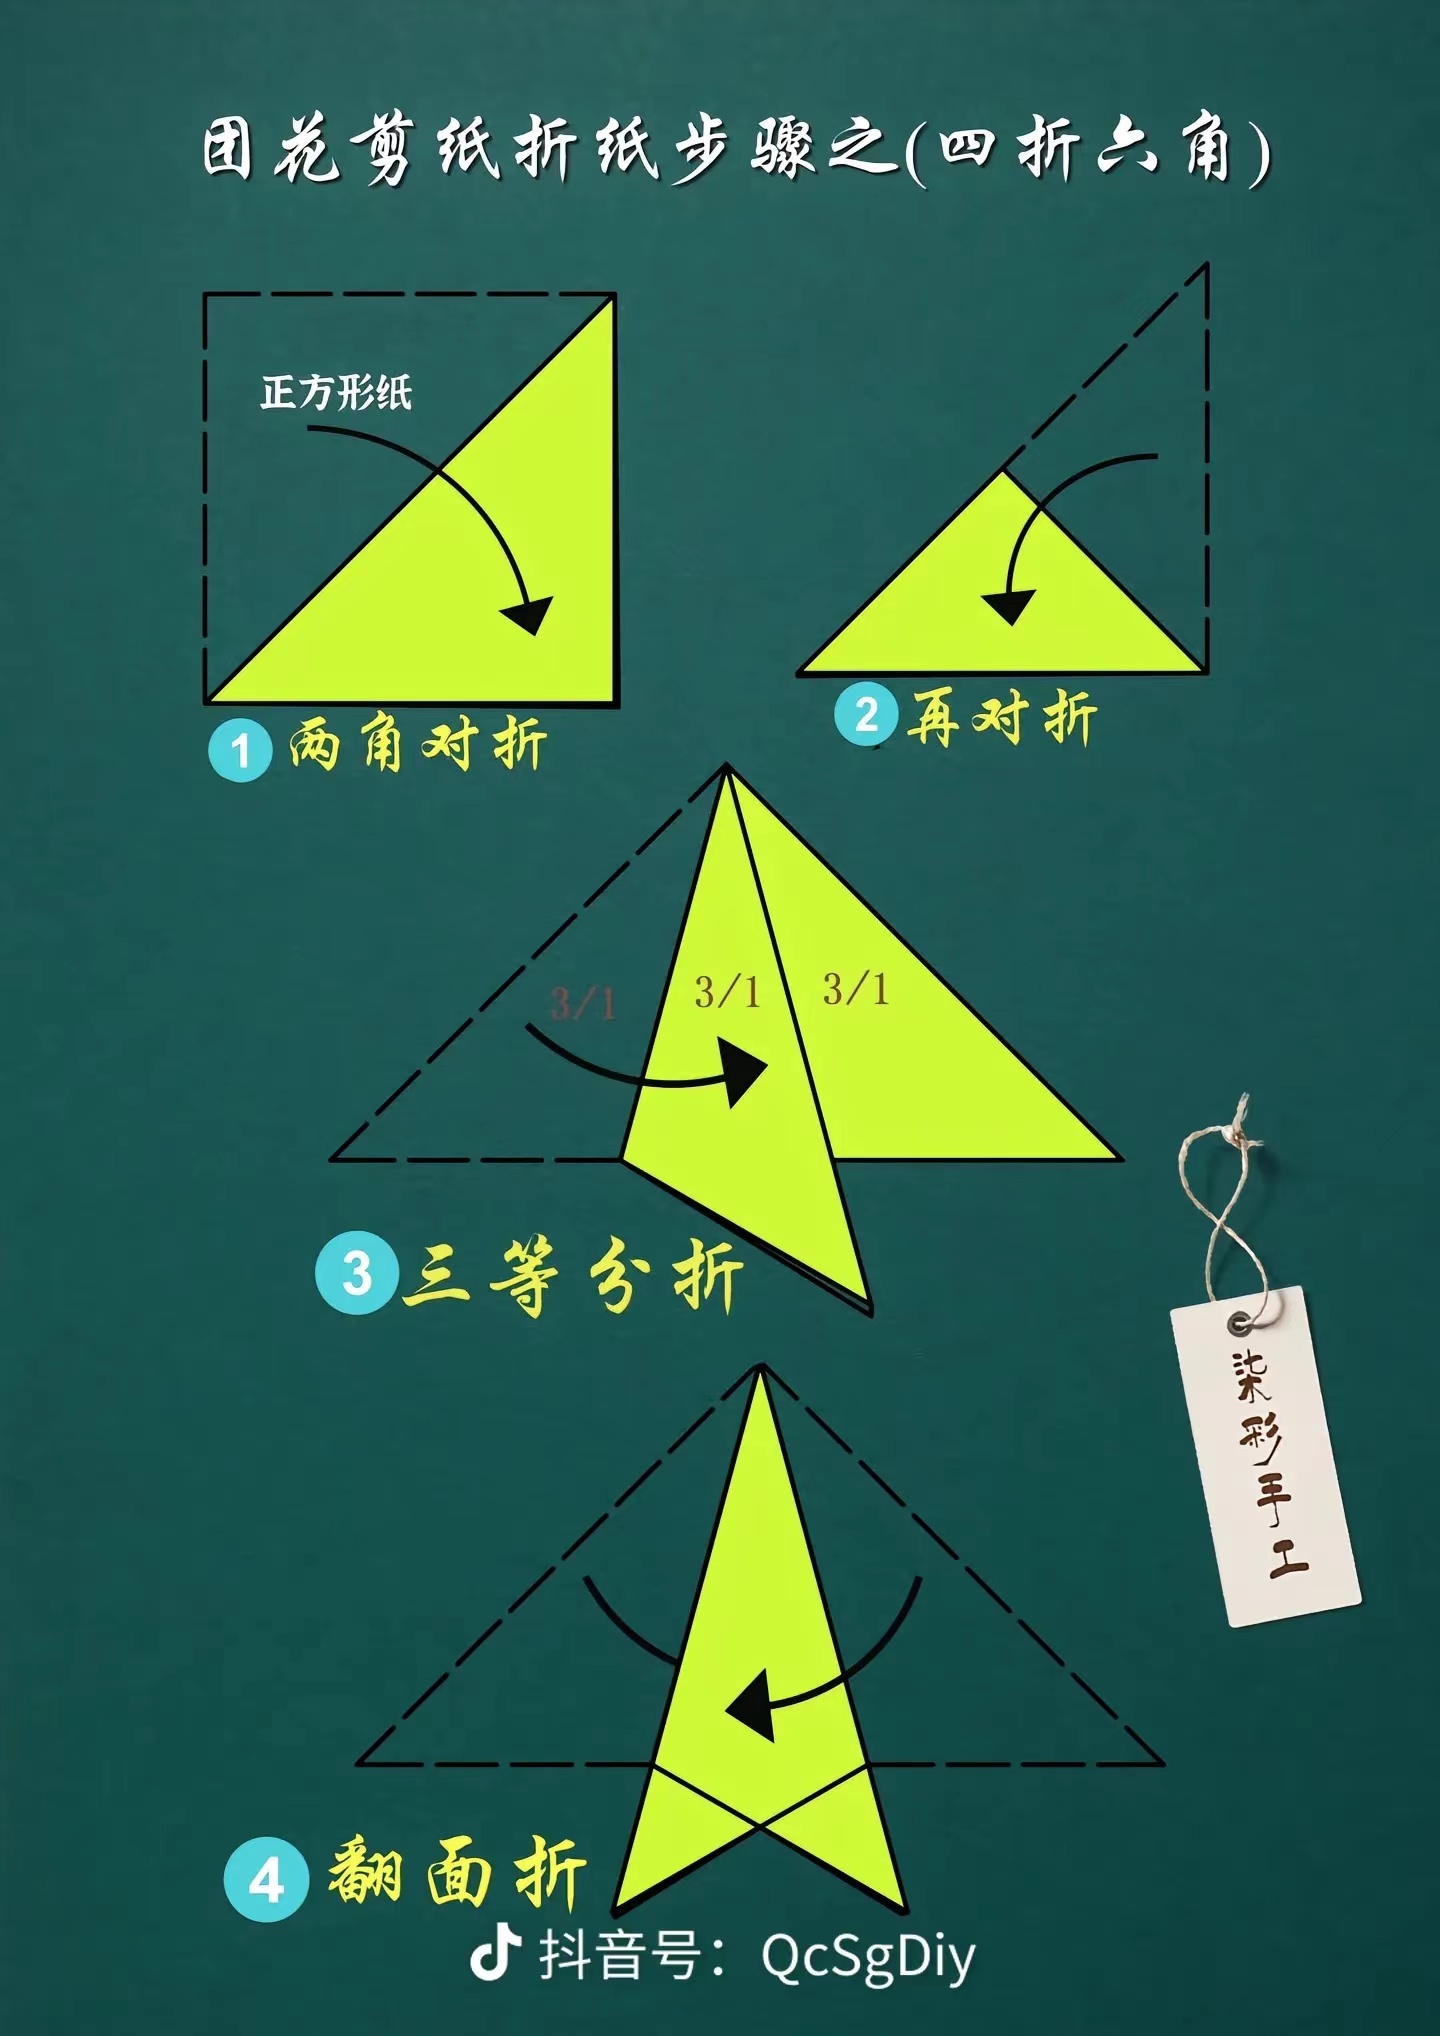 团花剪纸折纸步骤之(四折六角)
正方形纸
1 两角对折
2 再对折
3/1 3/1 3/1
3 三等分折
柒彩手工
4 翻面折
抖音号：QcSgDiy